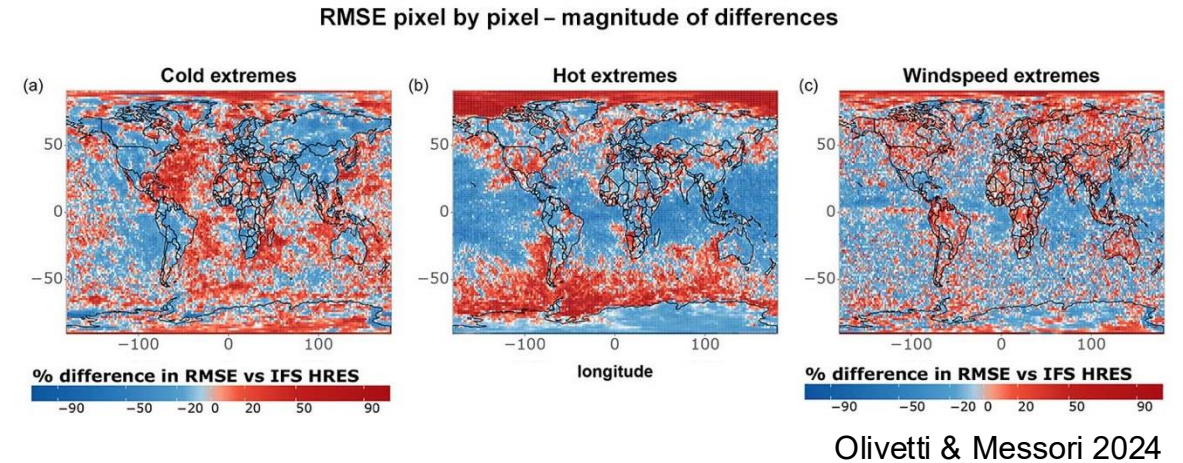 RMSE pixel by pixel – magnitude of differences
(a) Cold extremes
(b) Hot extremes
(c) Windspeed extremes
50
0
−50
−100 0 100
50
0
−50
−100 0 100
50
0
−50
−100 0 100
longitude
% difference in RMSE vs IFS HRES
−90 −50 −20 0 20 50 90
% difference in RMSE vs IFS HRES
−90 −50 −20 0 20 50 90
Olivetti & Messori 2024